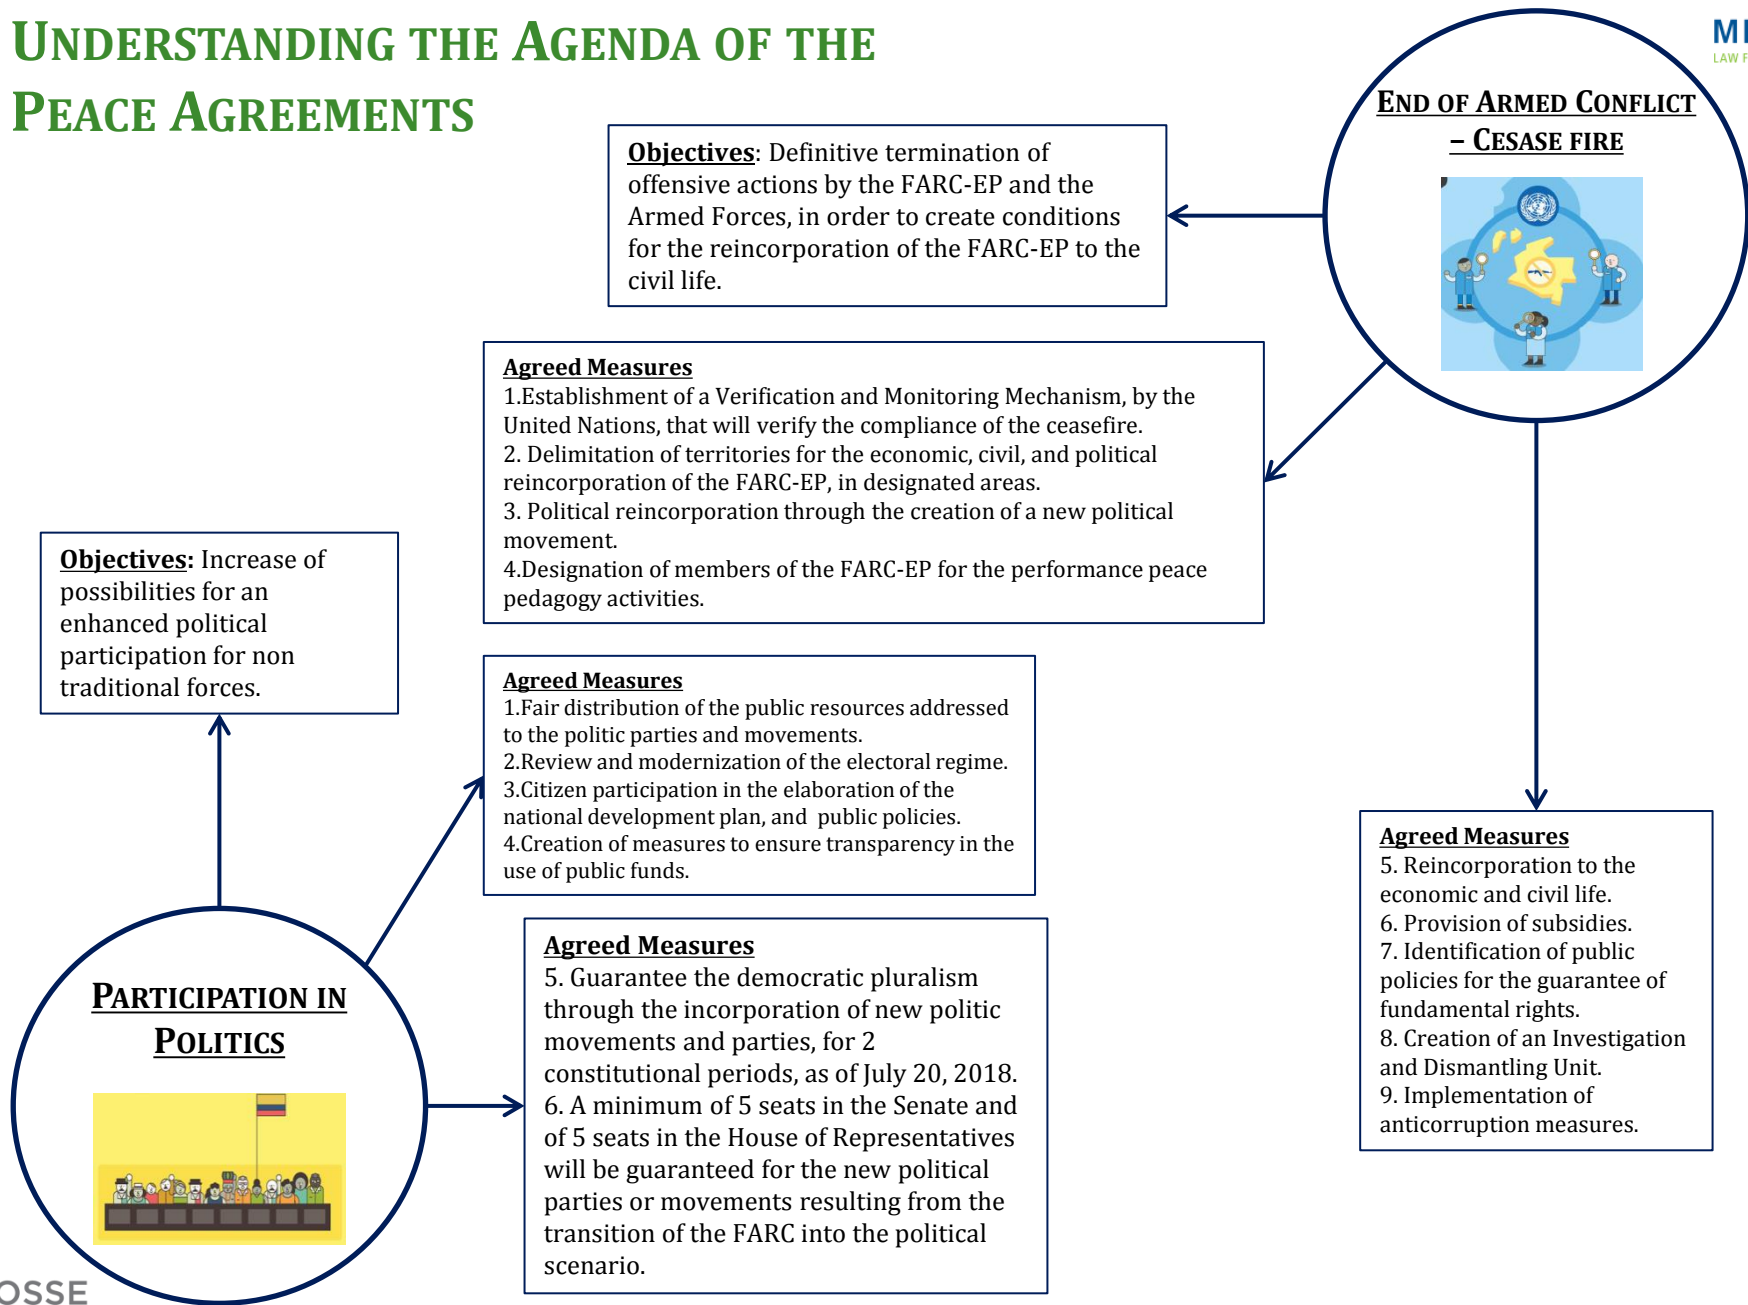 UNDERSTANDING THE AGENDA OF THE
PEACE AGREEMENTS
END OF ARMED CONFLICT
– CESASE FIRE
Objectives: Definitive termination of
offensive actions by the FARC-EP and the
Armed Forces, in order to create conditions
for the reincorporation of the FARC-EP to the
civil life.
Agreed Measures
1.Establishment of a Verification and Monitoring Mechanism, by the
United Nations, that will verify the compliance of the ceasefire.
2. Delimitation of territories for the economic, civil, and political
reincorporation of the FARC-EP, in designated areas.
3. Political reincorporation through the creation of a new political
movement.
4.Designation of members of the FARC-EP for the performance peace
pedagogy activities.
Objectives: Increase of
possibilities for an
enhanced political
participation for non
traditional forces.
Agreed Measures
1.Fair distribution of the public resources addressed
to the politic parties and movements.
2.Review and modernization of the electoral regime.
3.Citizen participation in the elaboration of the
national development plan, and public policies.
4.Creation of measures to ensure transparency in the
use of public funds.
Agreed Measures
5. Reincorporation to the
economic and civil life.
6. Provision of subsidies.
7. Identification of public
policies for the guarantee of
fundamental rights.
8. Creation of an Investigation
and Dismantling Unit.
9. Implementation of
anticorruption measures.
PARTICIPATION IN
POLITICS
Agreed Measures
5. Guarantee the democratic pluralism
through the incorporation of new politic
movements and parties, for 2
constitutional periods, as of July 20, 2018.
6. A minimum of 5 seats in the Senate and
of 5 seats in the House of Representatives
will be guaranteed for the new political
parties or movements resulting from the
transition of the FARC into the political
scenario.
OSSE
LAW F